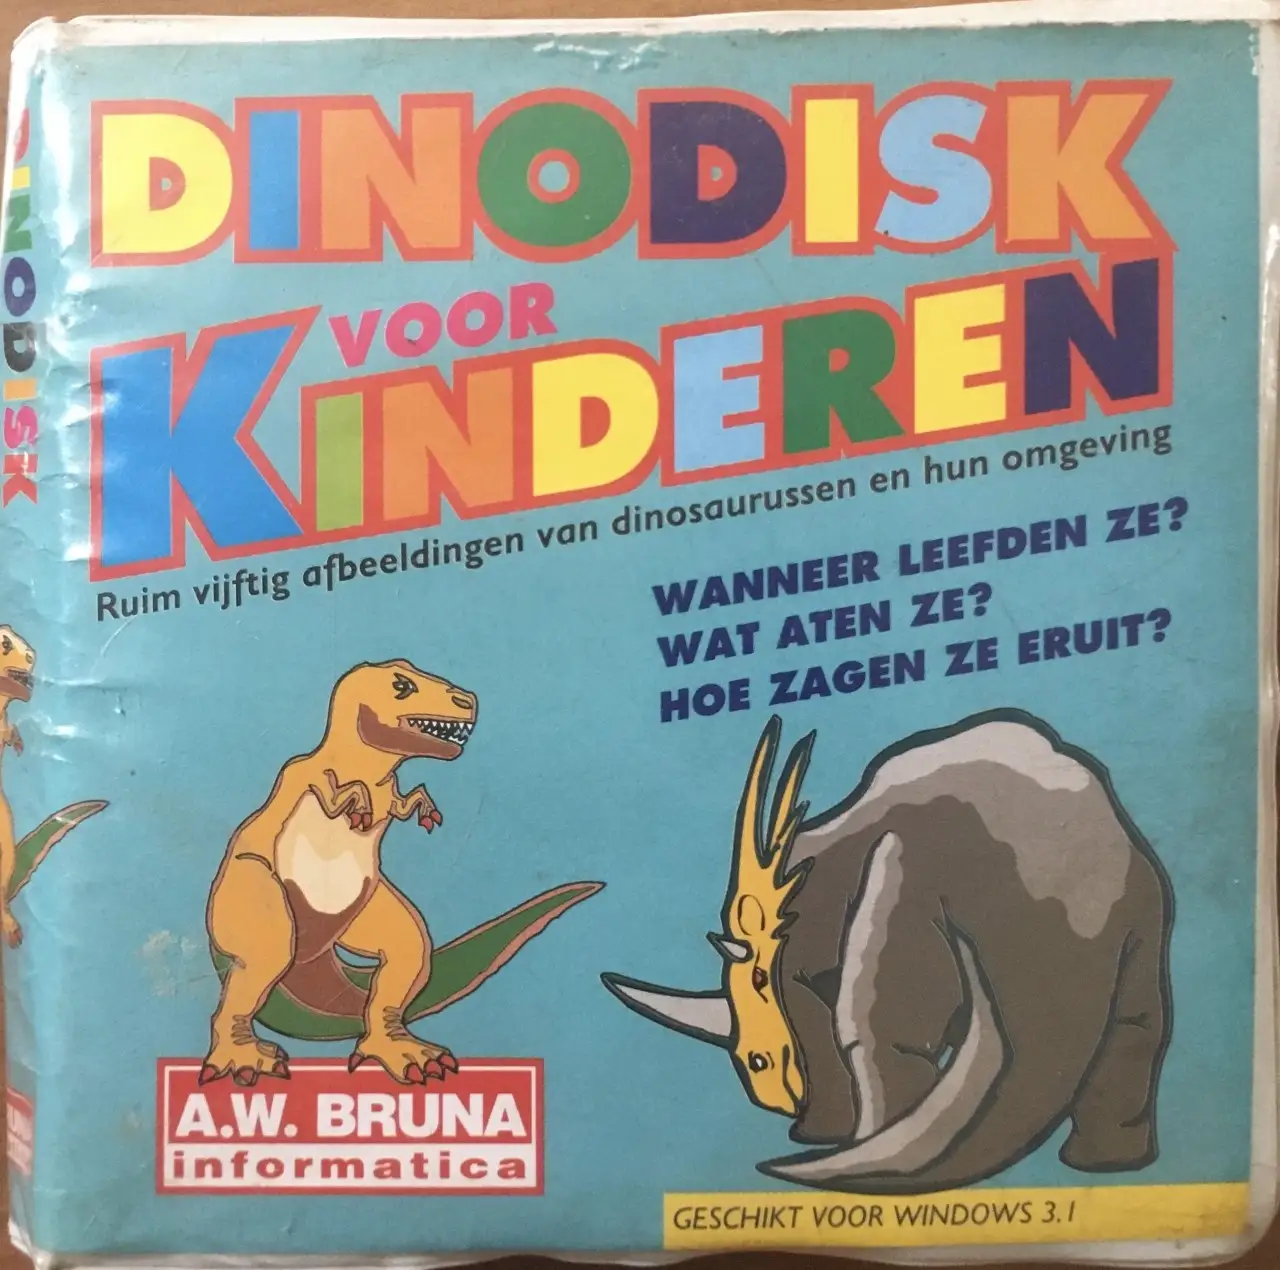 DINODISK
VOOR
KINDEREN
Ruim vijftig afbeeldingen van dinosaurussen en hun omgeving
WANNEER LEEFDEN ZE?
WAT ATEN ZE?
HOE ZAGEN ZE ERUIT?
A.W. BRUNA
informatica
GESCHIKT VOOR WINDOWS 3.1
DINODISK